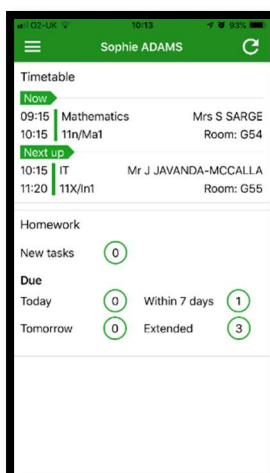 O2-UK 10:13 93%
Sophie ADAMS
Timetable
Now
09:15 Mathematics Mrs S SARGE
10:15 11n/Ma1 Room: G54
Next up
10:15 IT Mr J JAVANDA-MCCALLA
11:20 11X/In1 Room: G55
Homework
New tasks 0
Due
Today 0 Within 7 days 1
Tomorrow 0 Extended 3